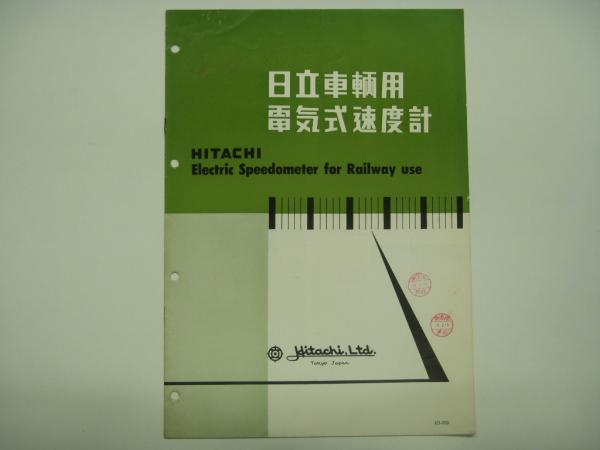 日立車輌用
電気式速度計
HITACHI
Electric Speedometer for Railway use
Hitachi, Ltd.
Tokyo Japan